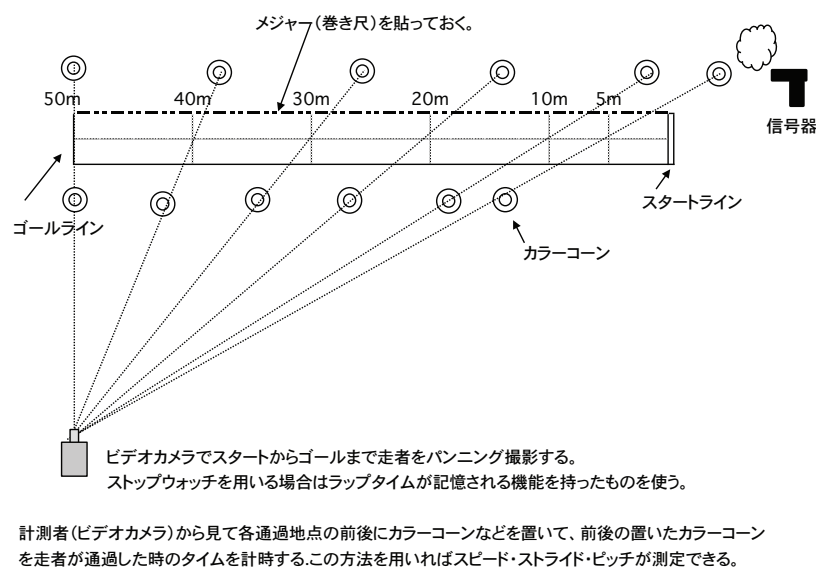 メジャー（巻き尺）を貼っておく。
50m 40m 30m 20m 10m 5m
信号器
スタートライン
ゴールライン
カラーコーン
ビデオカメラでスタートからゴールまで走者をパンニング撮影する。
ストップウォッチを用いる場合はラップタイムが記憶される機能を持ったものを使う。
計測者（ビデオカメラ）から見て各通過地点の前後にカラーコーンなどを置いて、前後の置いたカラーコーン
を走者が通過した時のタイムを計時する.この方法を用いればスピード・ストライド・ピッチが測定できる。